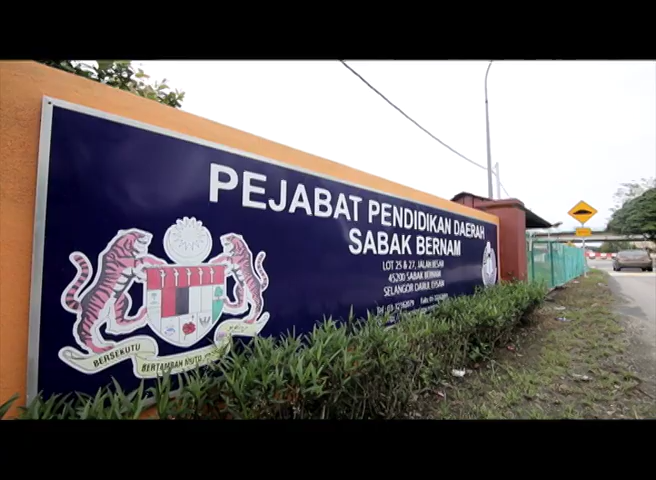 PEJABAT PENDIDIKAN DAERAH
SABAK BERNAM
LOT 25 & 27, JALAN BESAR
45200 SABAK BERNAM
SELANGOR DARUL EHSAN
BERSEKUTU BERTAMBAH MUTU